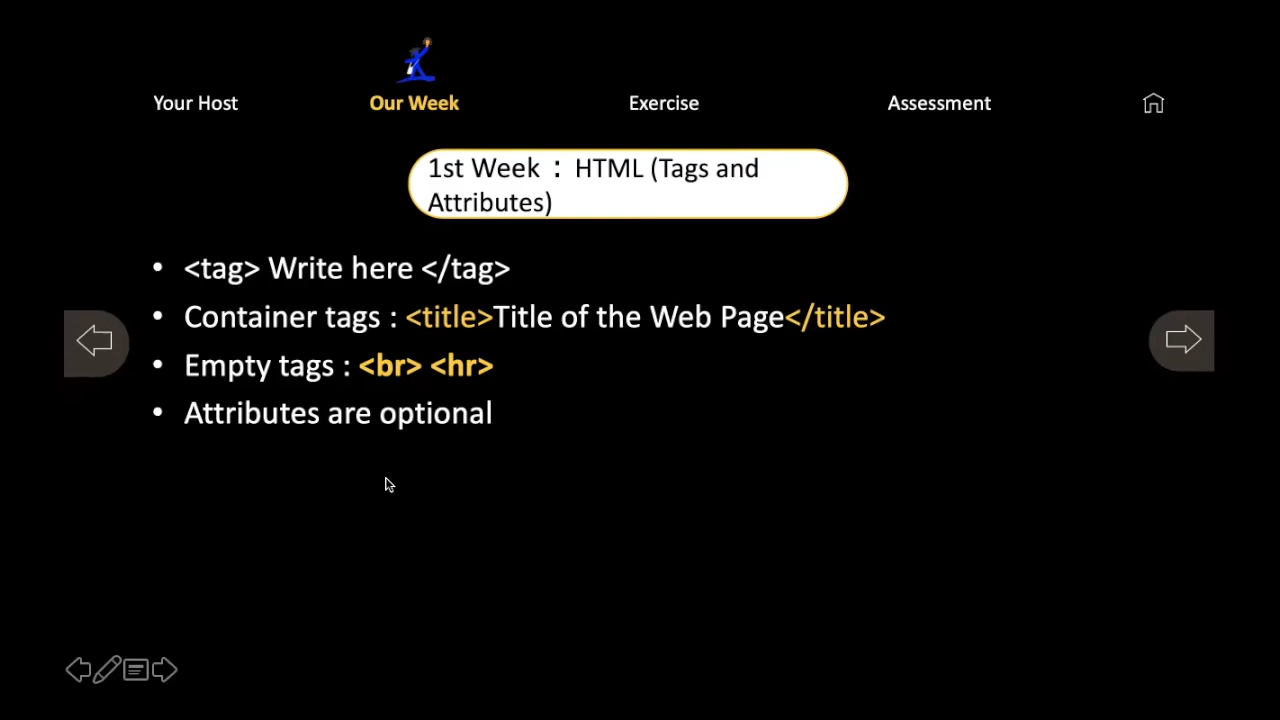 Your Host
Our Week
Exercise
Assessment
1st Week : HTML (Tags and
Attributes)
• <tag> Write here </tag>
• Container tags : <title>Title of the Web Page</title>
• Empty tags : <br> <hr>
• Attributes are optional